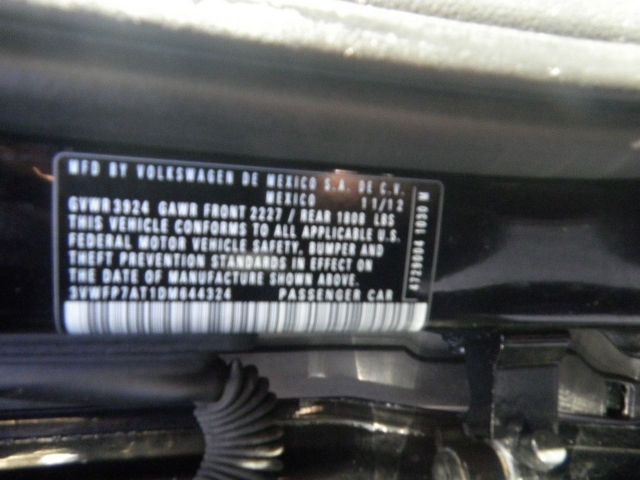 MFD BY VOLKSWAGEN DE MEXICO S.A. DE C.V.
MEXICO 11/12
GVWR 3924 GAWR FRONT 2227 / REAR 1808 LBS
THIS VEHICLE CONFORMS TO ALL APPLICABLE U.S.
FEDERAL MOTOR VEHICLE SAFETY, BUMPER AND
THEFT PREVENTION STANDARDS IN EFFECT ON
THE DATE OF MANUFACTURE SHOWN ABOVE.
3VWFP7AT1DM644324 PASSENGER CAR